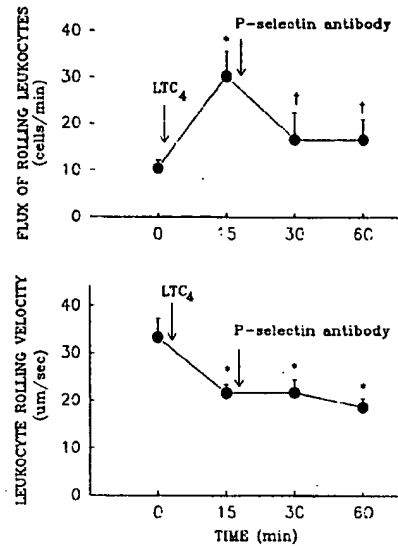 P-selectin antibody
40
*
LTC4
30
† †
20
10
0
0 15 30 60
FLUX OF ROLLING LEUKOCYTES
(cells/min)
LTC4
40
P-selectin antibody
30
* * *
20
10
0
0 15 30 60
TIME (min)
LEUKOCYTE ROLLING VELOCITY
(um/sec)